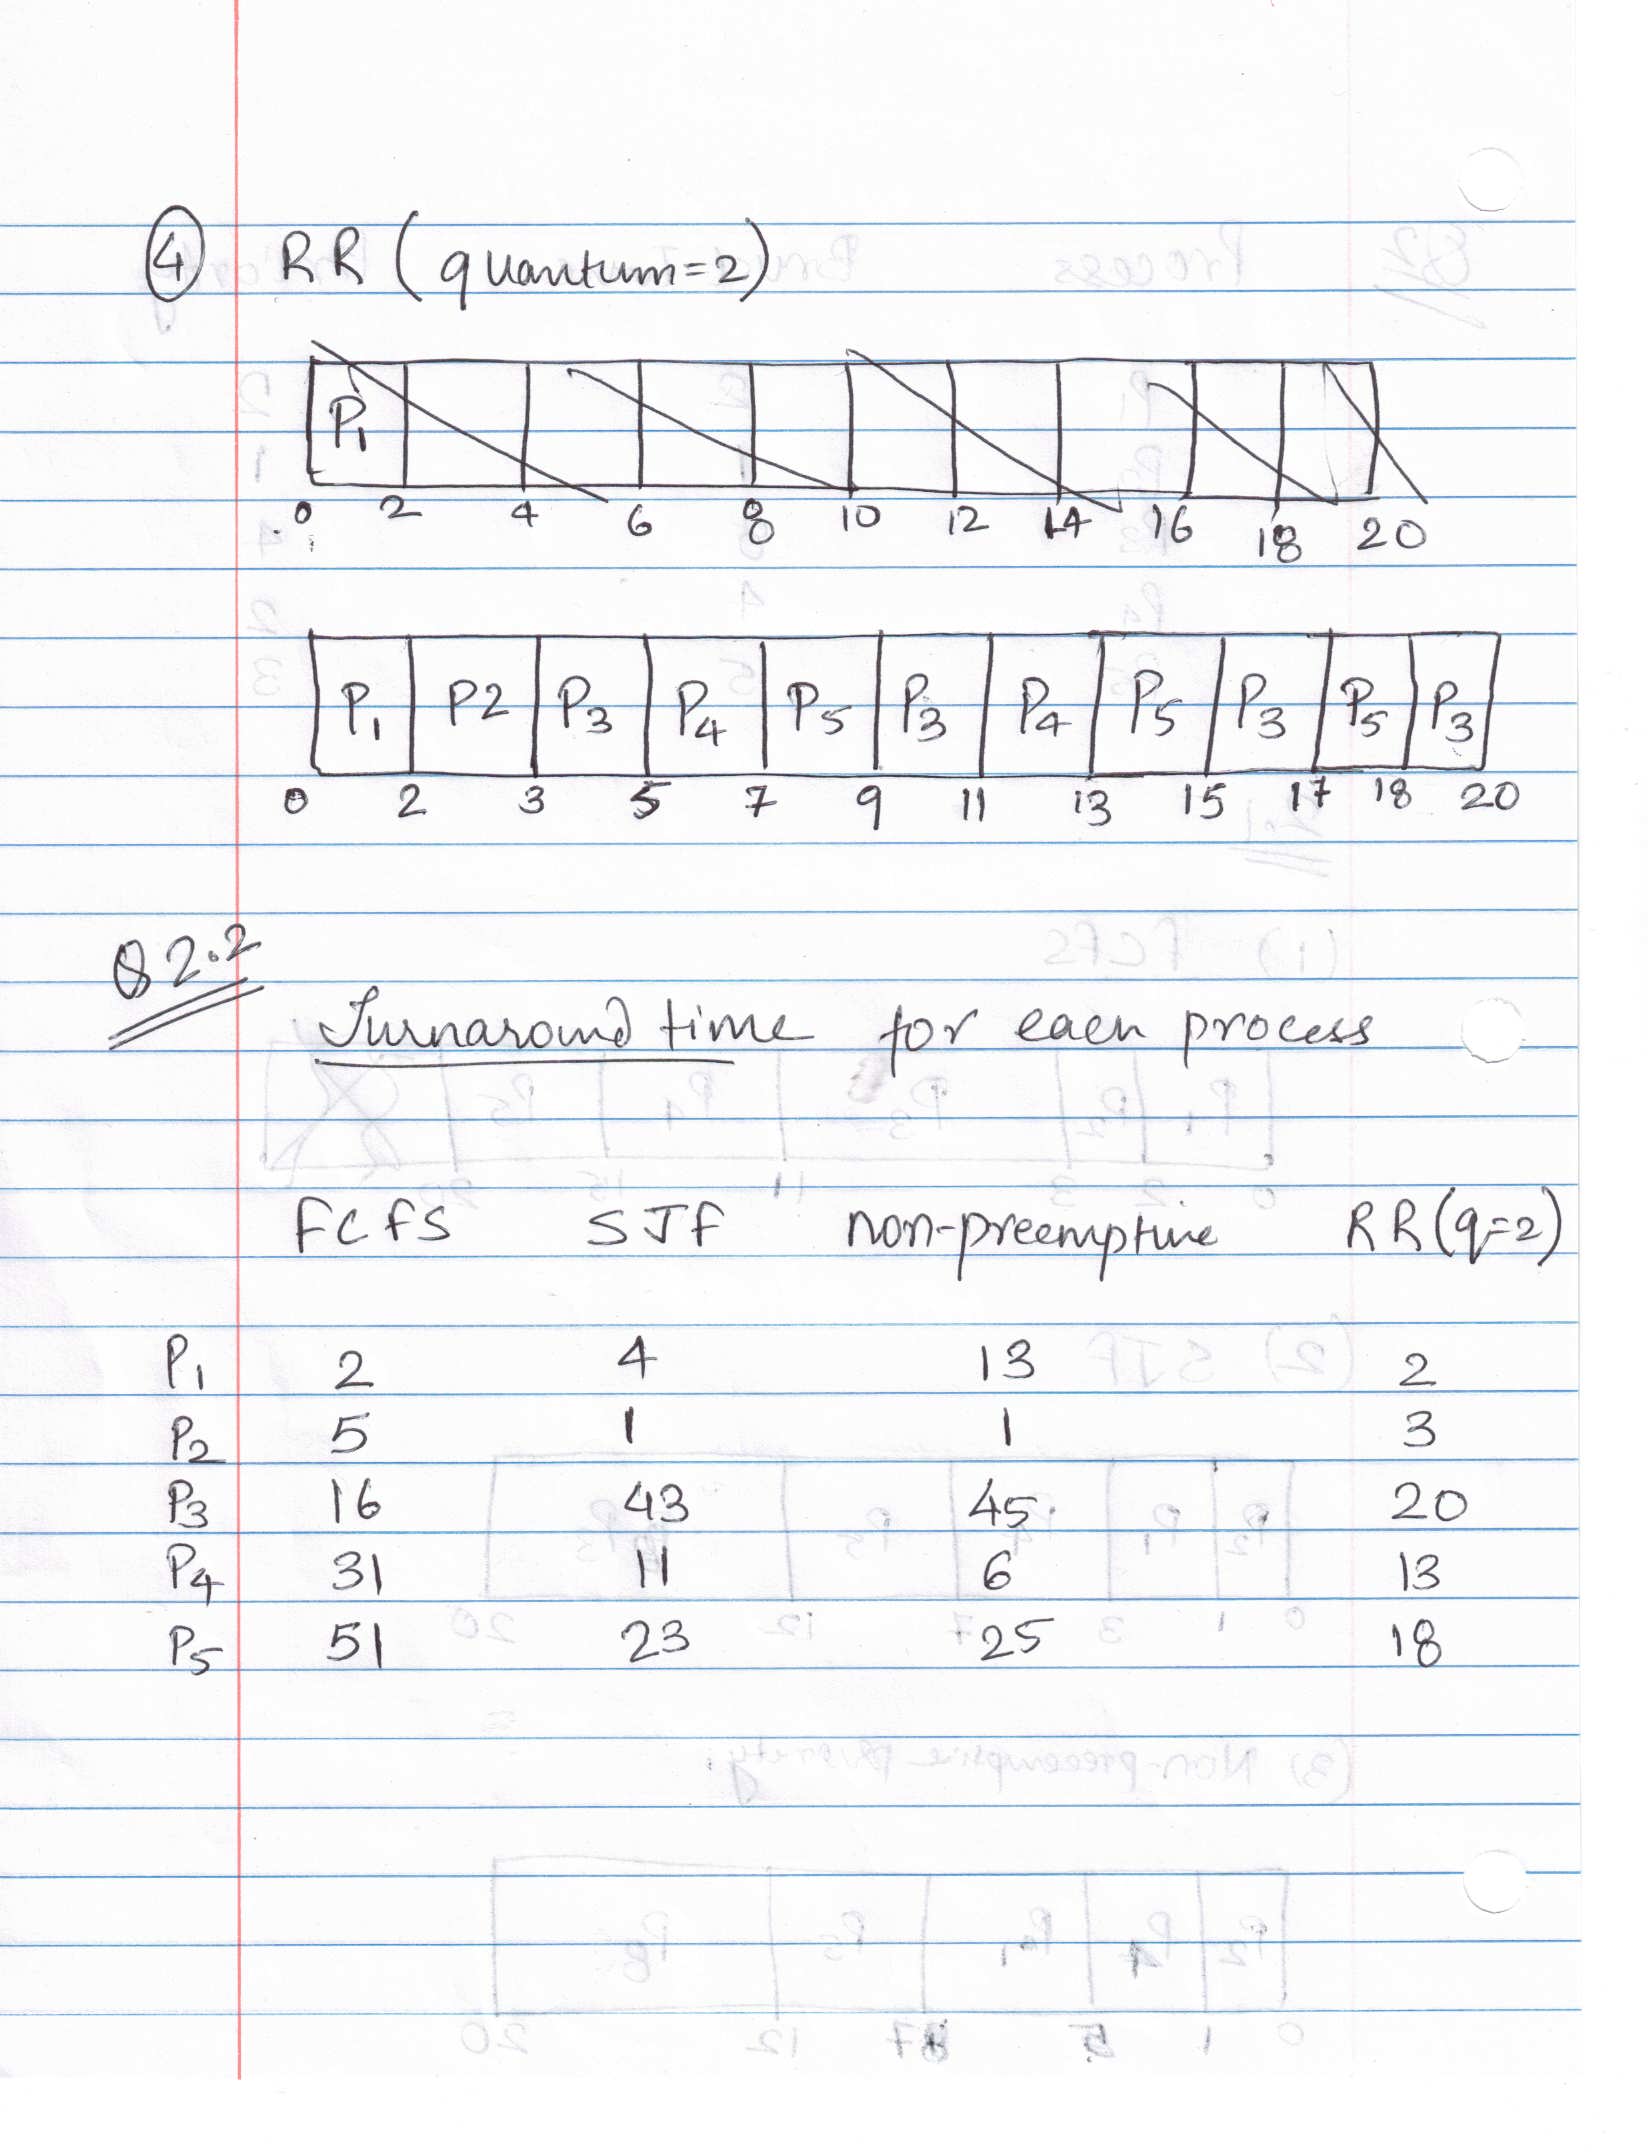 ④ RR (quantum=2)
P₁
0 2 4 6 8 10 12 14 16 18 20
P₁ P2 P₃ P₄ P₅ P₃ P₄ P₅ P₃ P₅ P₃
0 2 3 5 7 9 11 13 15 17 18 20
Q2.2
Turnaround time for each process
FCFS SJF non-preemptive RR(q=2)
P₁ 2 4 13 2
P₂ 5 1 1 3
P₃ 16 43 45 20
P₄ 31 11 6 13
P₅ 51 23 25 18